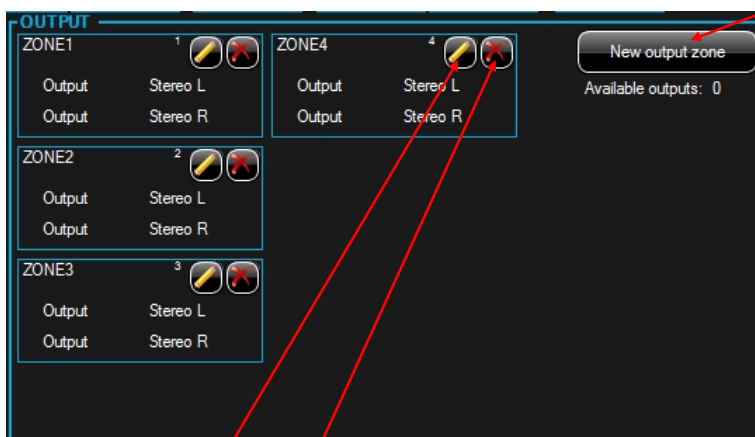 OUTPUT
ZONE1 1
Output Stereo L
Output Stereo R
ZONE2 2
Output Stereo L
Output Stereo R
ZONE3 3
Output Stereo L
Output Stereo R
ZONE4 4
Output Stereo L
Output Stereo R
New output zone
Available outputs: 0